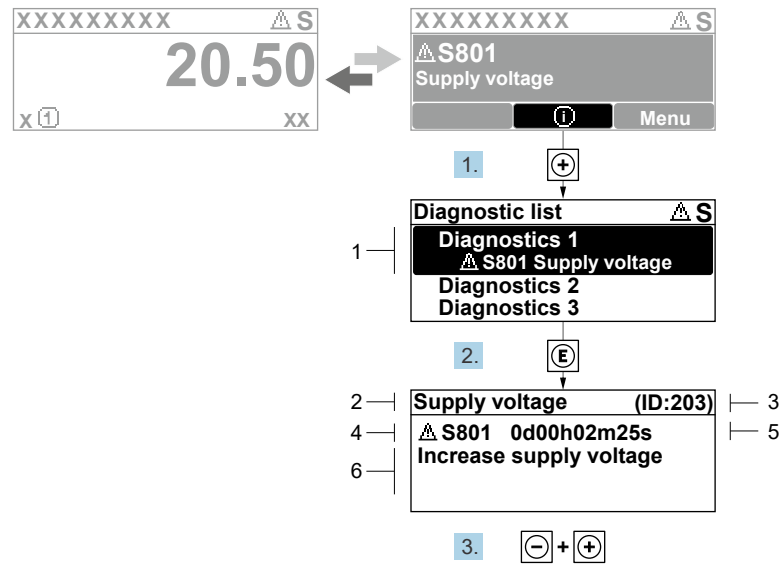 XXXXXXXXX ⚠ S
20.50
x ① xx
XXXXXXXXX ⚠ S
⚠ S801
Supply voltage
ⓘ Menu
1. +
Diagnostic list ⚠ S
1 Diagnostics 1
⚠ S801 Supply voltage
Diagnostics 2
Diagnostics 3
2. E
2 Supply voltage (ID:203) 3
4 ⚠ S801 0d00h02m25s 5
6 Increase supply voltage
3. − + +